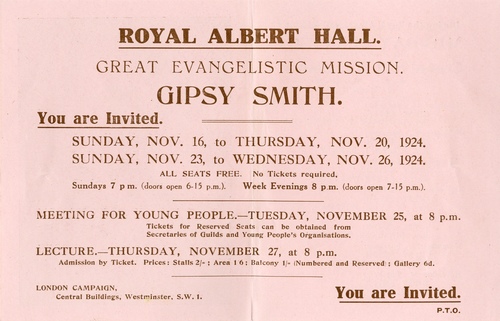 ROYAL ALBERT HALL.
GREAT EVANGELISTIC MISSION.
GIPSY SMITH.
You are Invited.
SUNDAY, NOV. 16, to THURSDAY, NOV. 20, 1924.
SUNDAY, NOV. 23, to WEDNESDAY, NOV. 26, 1924.
ALL SEATS FREE. No Tickets required.
Sundays 7 p m. (doors open 6-15 p.m.). Week Evenings 8 p.m. (doors open 7-15 p.m.).
MEETING FOR YOUNG PEOPLE.—TUESDAY, NOVEMBER 25, at 8 p.m.
Tickets for Reserved Seats can be obtained from
Secretaries of Guilds and Young People's Organisations.
LECTURE.—THURSDAY, NOVEMBER 27, at 8 p.m.
Admission by Ticket. Prices: Stalls 2/-; Area 1 6; Balcony 1/- (Numbered and Reserved); Gallery 6d.
LONDON CAMPAIGN,
Central Buildings, Westminster, S.W. 1.
You are Invited.
P.T.O.